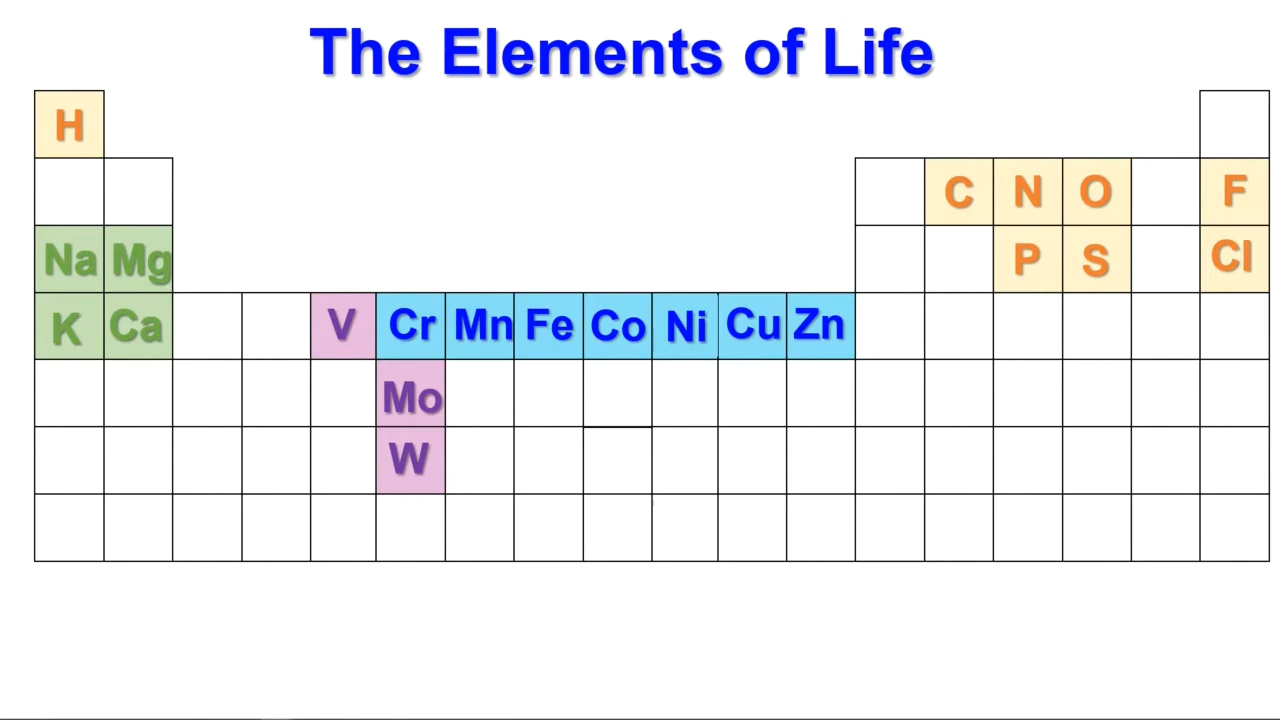 The Elements of Life
H
C N O F
Na Mg P S Cl
K Ca V Cr Mn Fe Co Ni Cu Zn
Mo
W